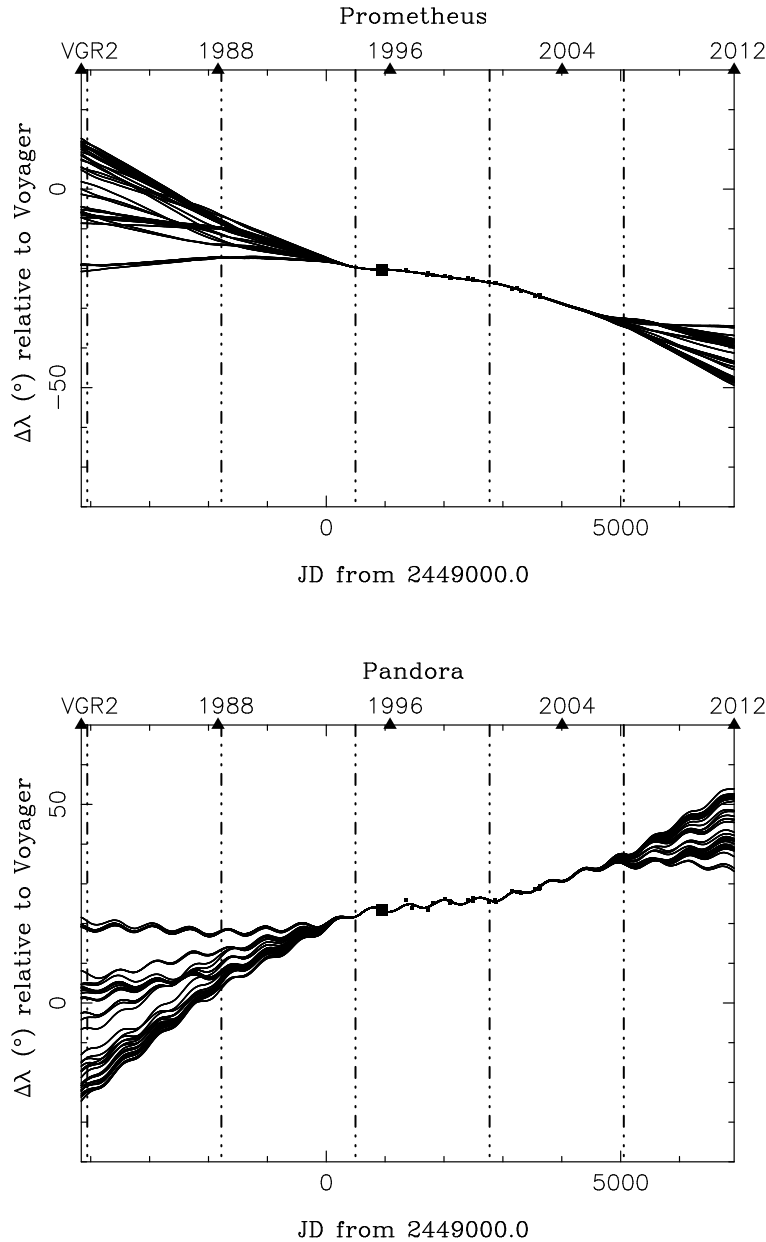 Prometheus
VGR2 1988 1996 2004 2012
0
−50
Δλ (°) relative to Voyager
0 5000
JD from 2449000.0
Pandora
VGR2 1988 1996 2004 2012
50
0
Δλ (°) relative to Voyager
0 5000
JD from 2449000.0